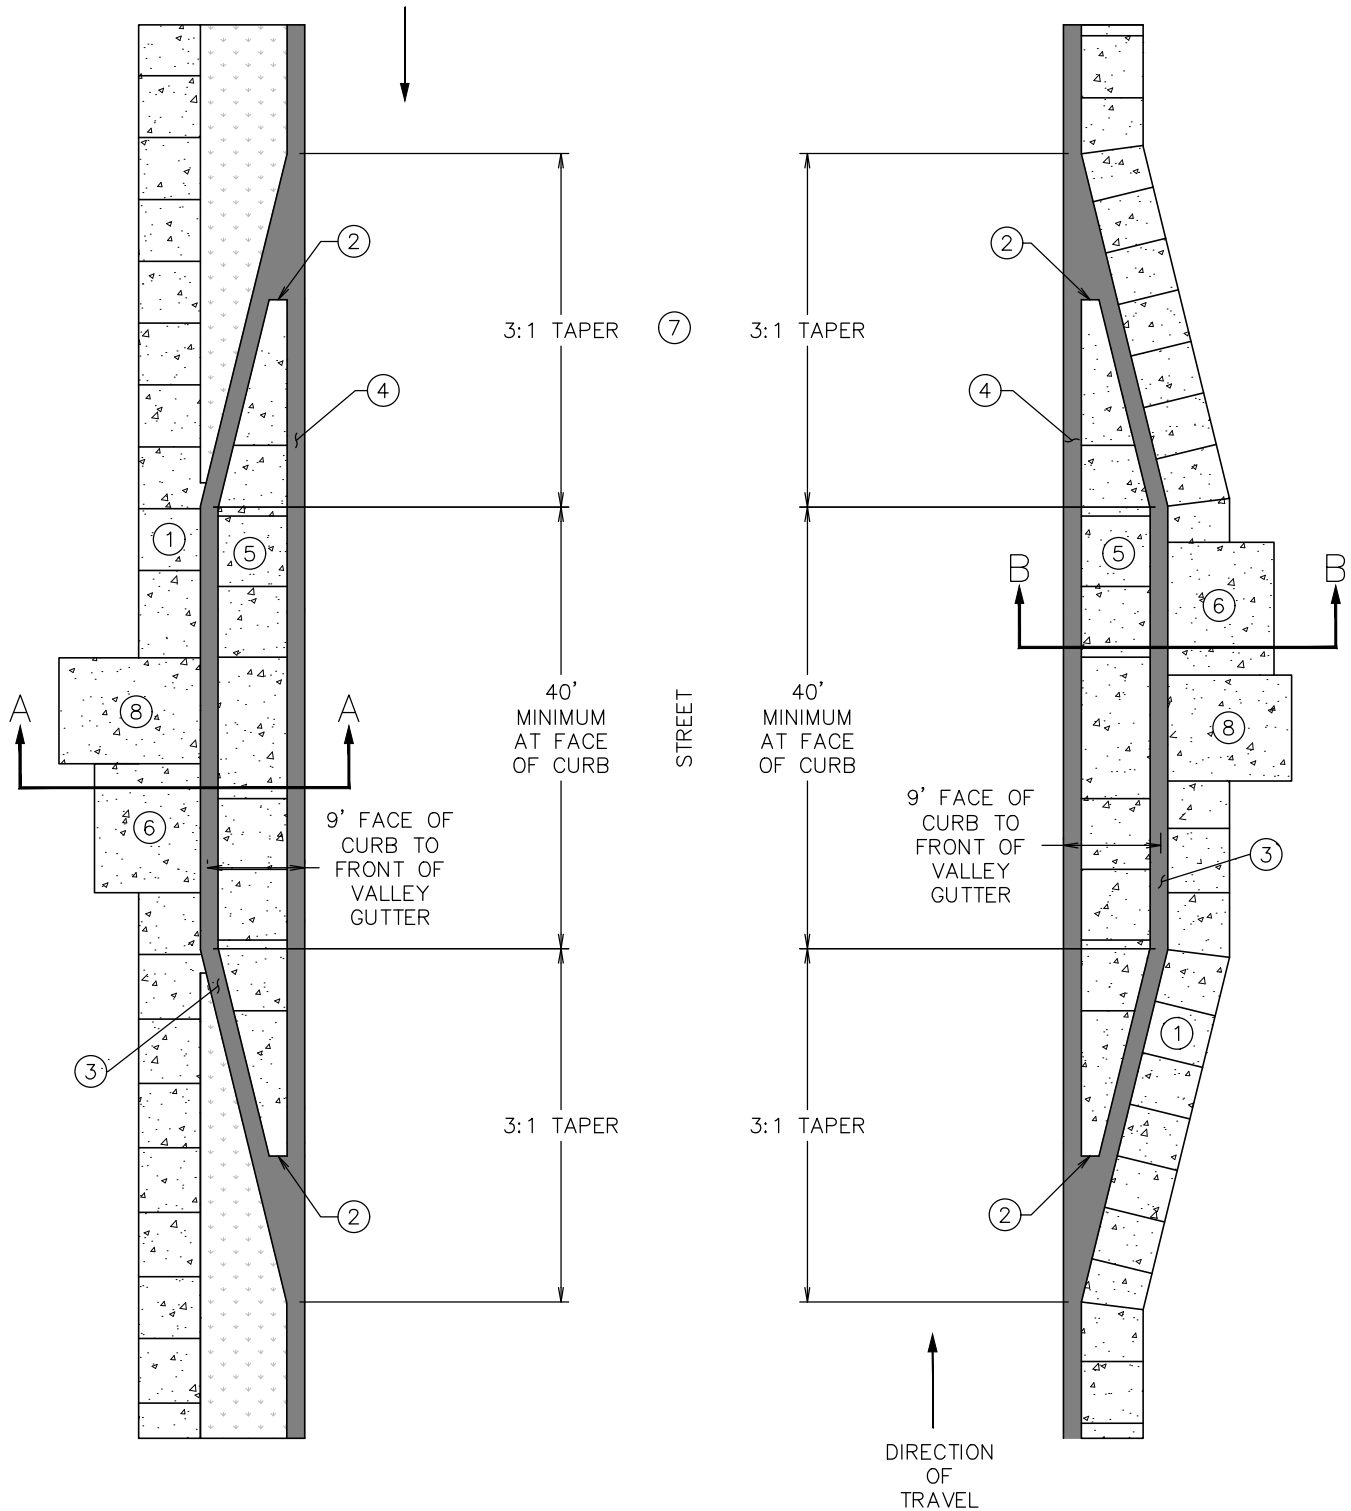 2
2
3:1 TAPER
7
3:1 TAPER
4
4
1
5
5
B
B
6
8
A
A
40'
MINIMUM
AT FACE
OF CURB
STREET
40'
MINIMUM
AT FACE
OF CURB
8
6
9' FACE OF
CURB TO
FRONT OF
VALLEY
GUTTER
9' FACE OF
CURB TO
FRONT OF
VALLEY
GUTTER
3
3
1
3:1 TAPER
3:1 TAPER
2
2
DIRECTION
OF
TRAVEL